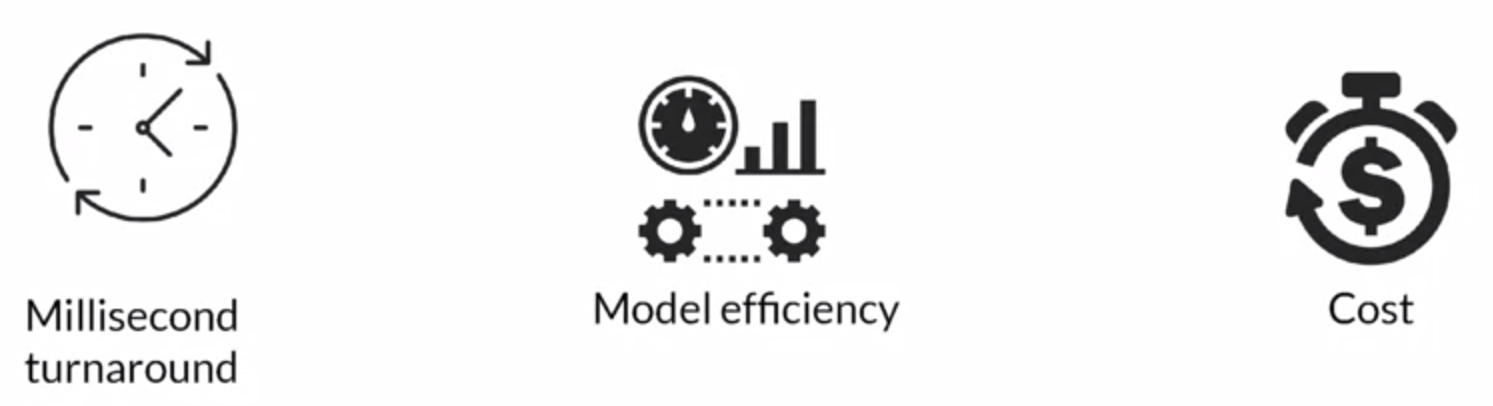 Millisecond
turnaround
Model efficiency
Cost